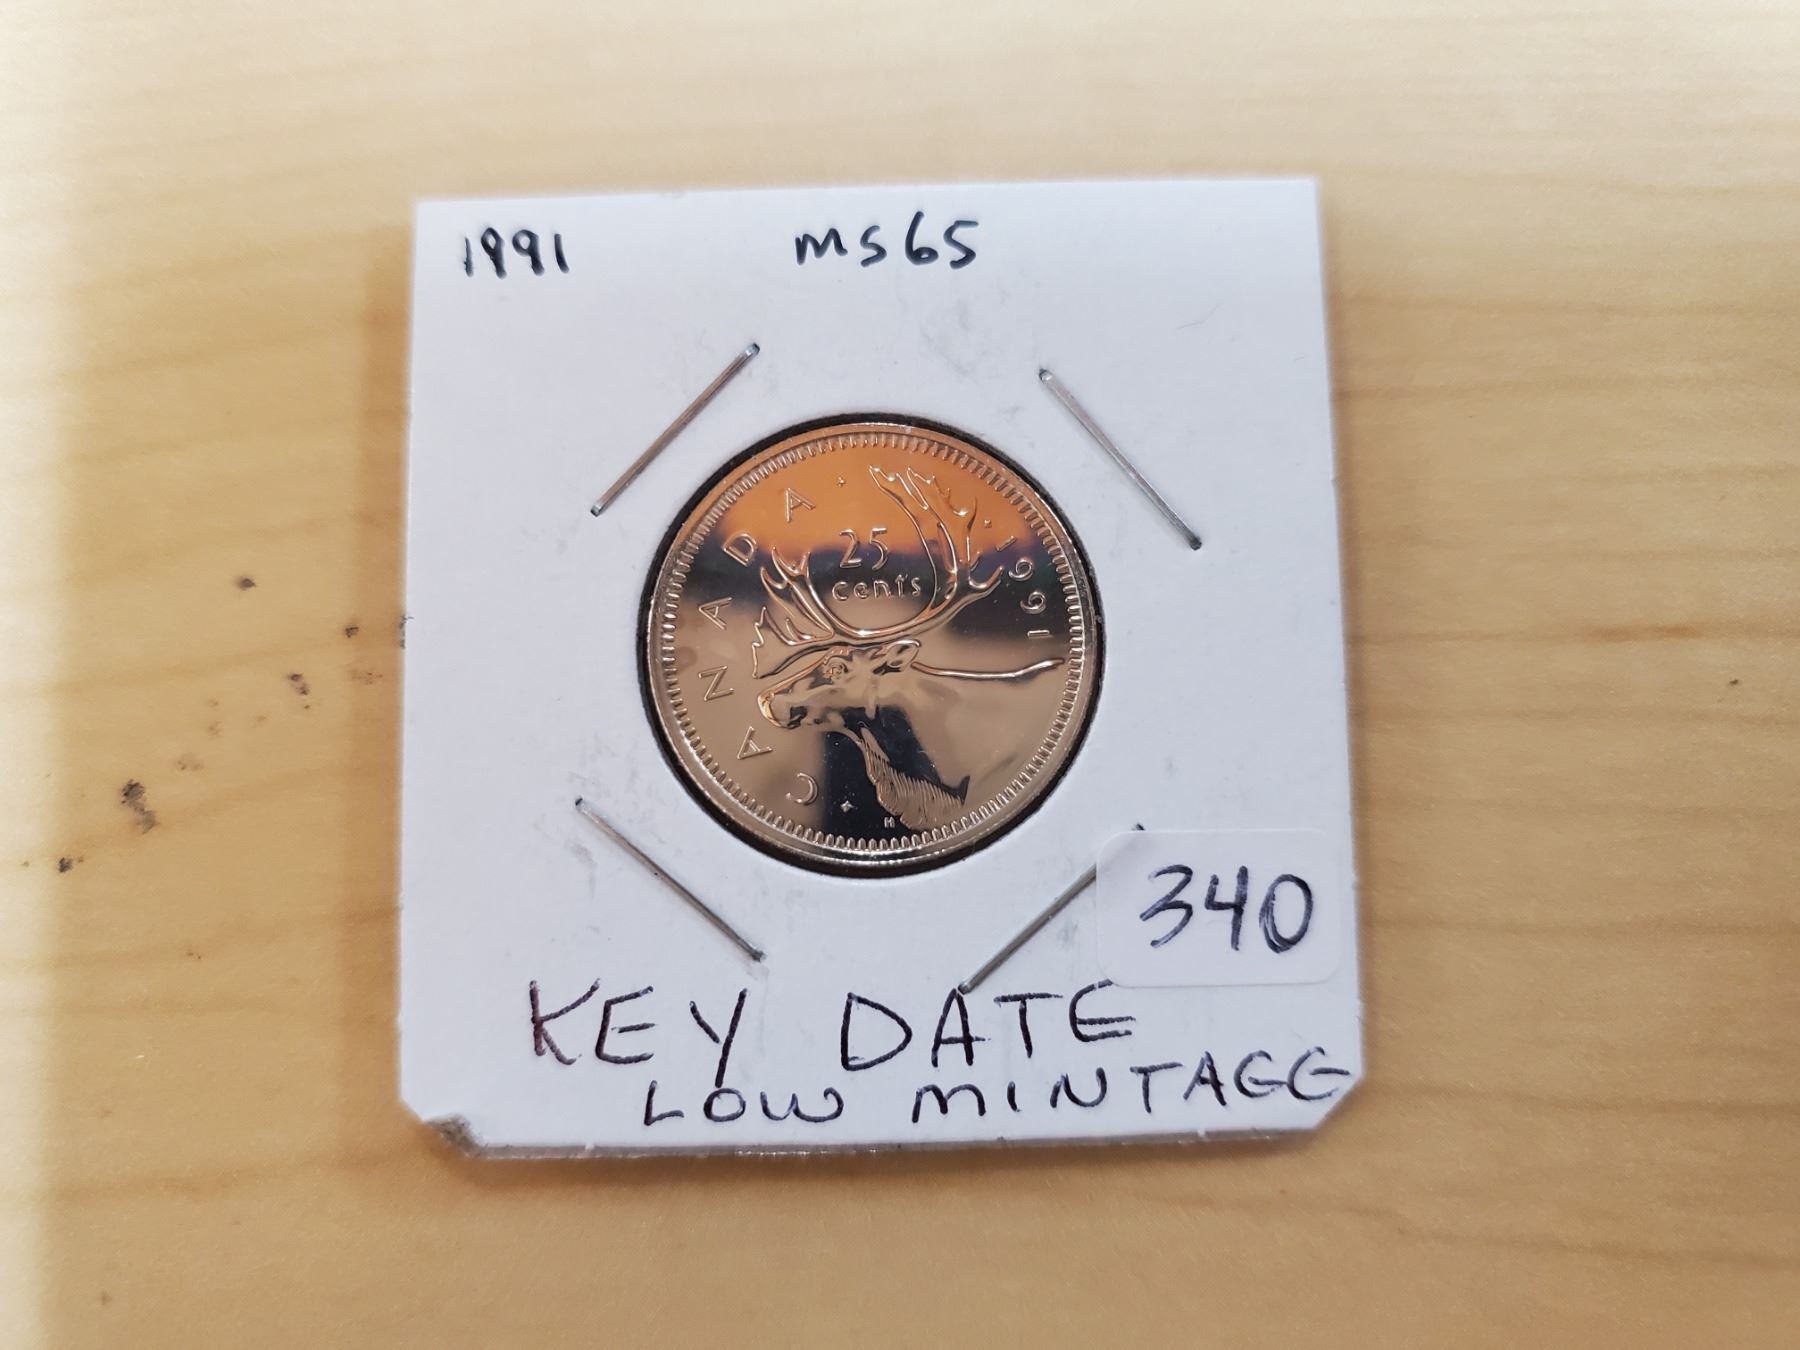 1991 ms65
CANADA 25 1991
cents
H
340
KEY DATE
LOW MINTAGE